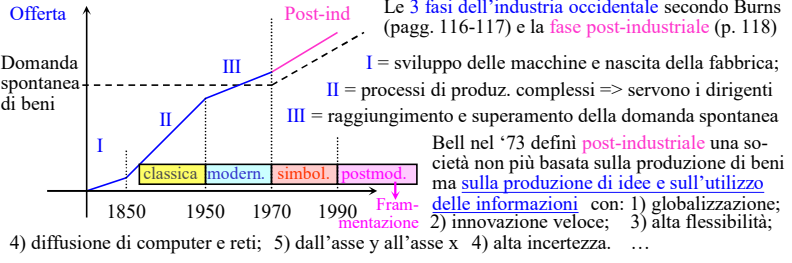 Offerta
Post-ind
Le 3 fasi dell'industria occidentale secondo Burns
(pagg. 116-117) e la fase post-industriale (p. 118)
Domanda
spontanea
di beni
III
II
I
I = sviluppo delle macchine e nascita della fabbrica;
II = processi di produz. complessi => servono i dirigenti
III = raggiungimento e superamento della domanda spontanea
Bell nel ‘73 definì post-industriale una so-
cietà non più basata sulla produzione di beni
ma sulla produzione di idee e sull'utilizzo
delle informazioni con: 1) globalizzazione;
2) innovazione veloce; 3) alta flessibilità;
classica modern. simbol. postmod.
Fram-
mentazione
1850 1950 1970 1990
4) diffusione di computer e reti; 5) dall'asse y all'asse x 4) alta incertezza. …